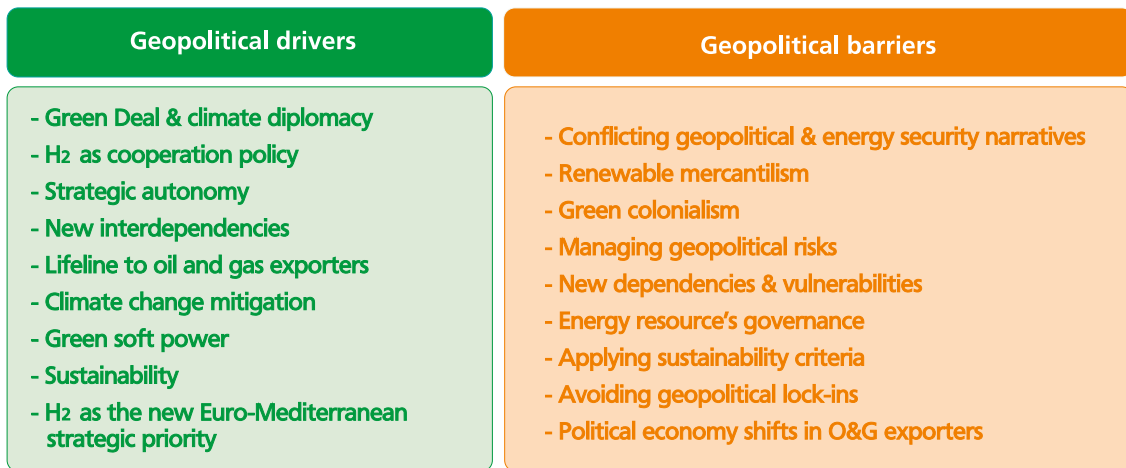 Geopolitical drivers
- Green Deal & climate diplomacy
- H2 as cooperation policy
- Strategic autonomy
- New interdependencies
- Lifeline to oil and gas exporters
- Climate change mitigation
- Green soft power
- Sustainability
- H2 as the new Euro-Mediterranean
strategic priority
Geopolitical barriers
- Conflicting geopolitical & energy security narratives
- Renewable mercantilism
- Green colonialism
- Managing geopolitical risks
- New dependencies & vulnerabilities
- Energy resource's governance
- Applying sustainability criteria
- Avoiding geopolitical lock-ins
- Political economy shifts in O&G exporters